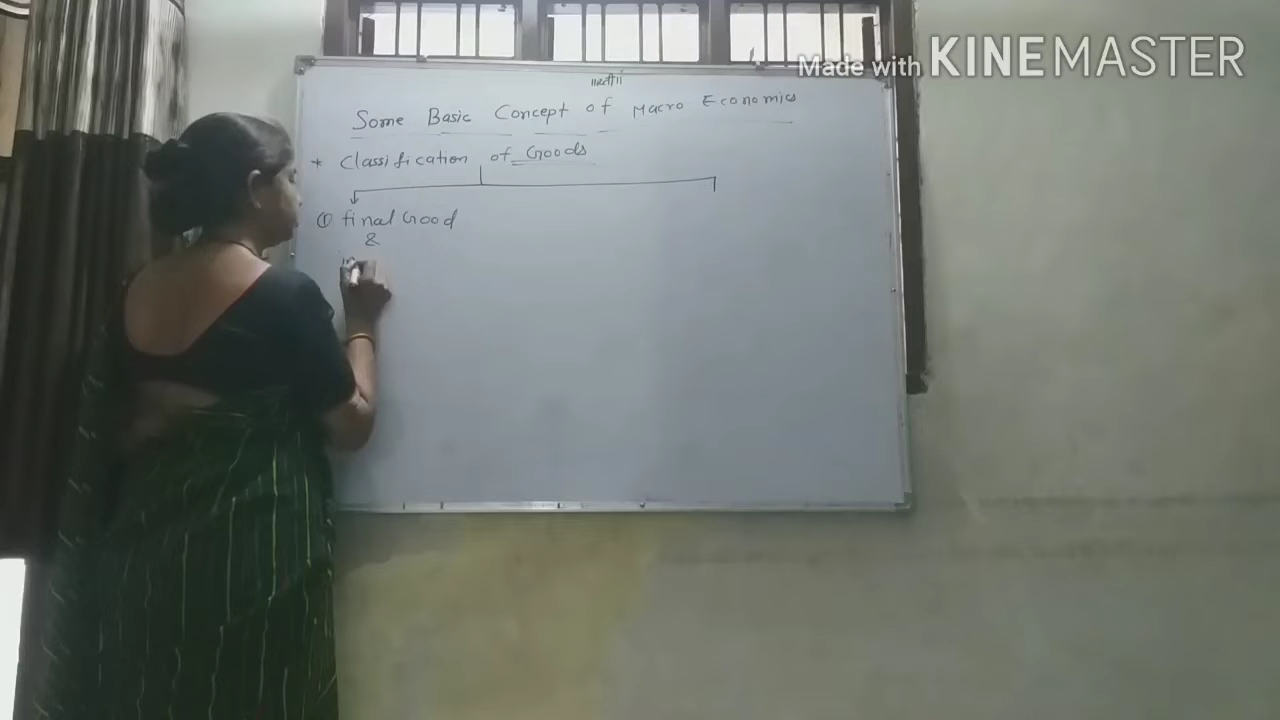 Made with KINEMASTER
Some Basic Concept of Macro Economics
* Classification of Goods
① final Good
&